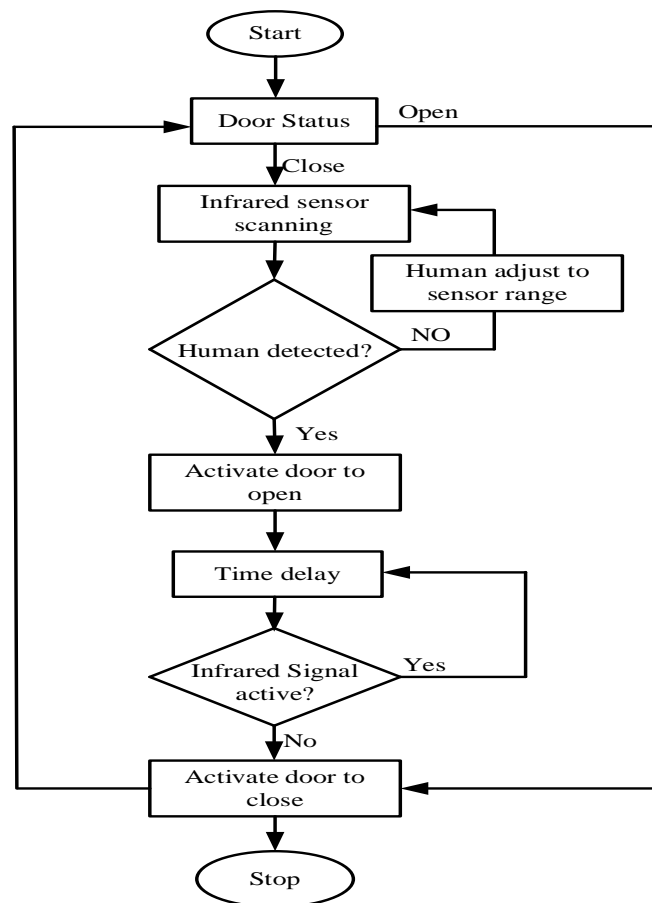 Start
Door Status
Open
Close
Infrared sensor
scanning
Human adjust to
sensor range
Human detected?
NO
Yes
Activate door to
open
Time delay
Infrared Signal
active?
Yes
No
Activate door to
close
Stop